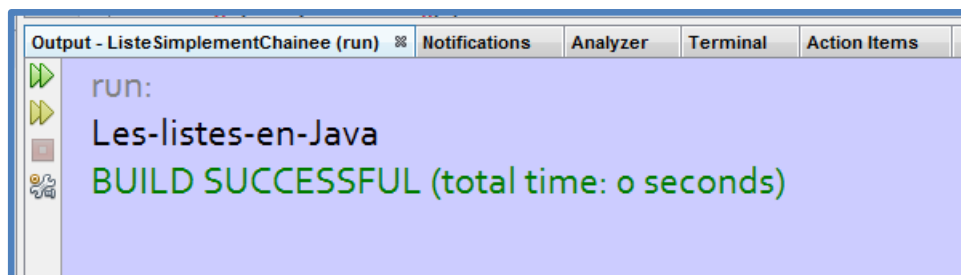 Output - ListeSimplementChainee (run) Notifications Analyzer Terminal Action Items
run:
Les-listes-en-Java
BUILD SUCCESSFUL (total time: 0 seconds)